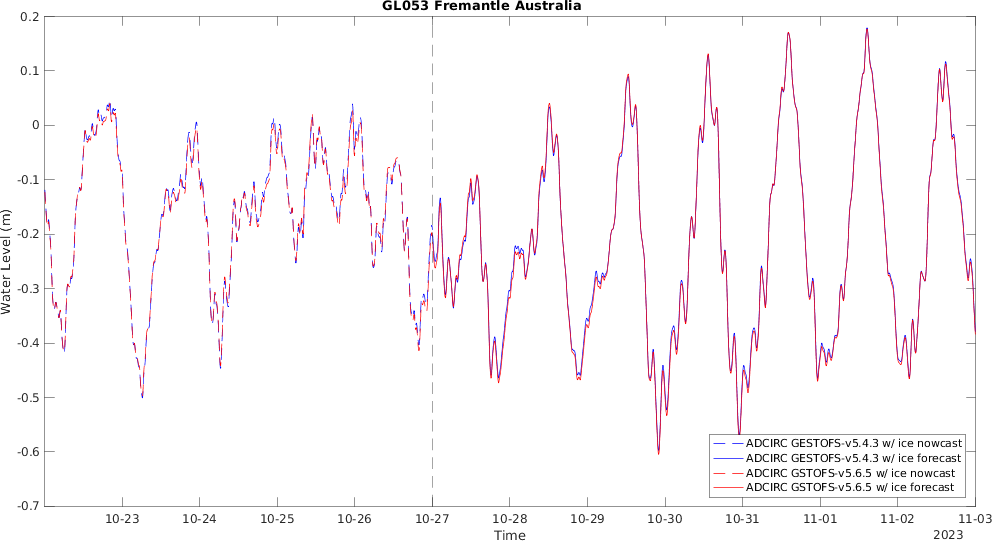 GL053 Fremantle Australia
0.2
0.1
0
-0.1
-0.2
-0.3
-0.4
-0.5
-0.6
-0.7
Water Level (m)
10-23 10-24 10-25 10-26 10-27 10-28 10-29 10-30 10-31 11-01 11-02 11-03
Time
2023
ADCIRC GESTOFS-v5.4.3 w/ ice nowcast
ADCIRC GESTOFS-v5.4.3 w/ ice forecast
ADCIRC GSTOFS-v5.6.5 w/ ice nowcast
ADCIRC GSTOFS-v5.6.5 w/ ice forecast